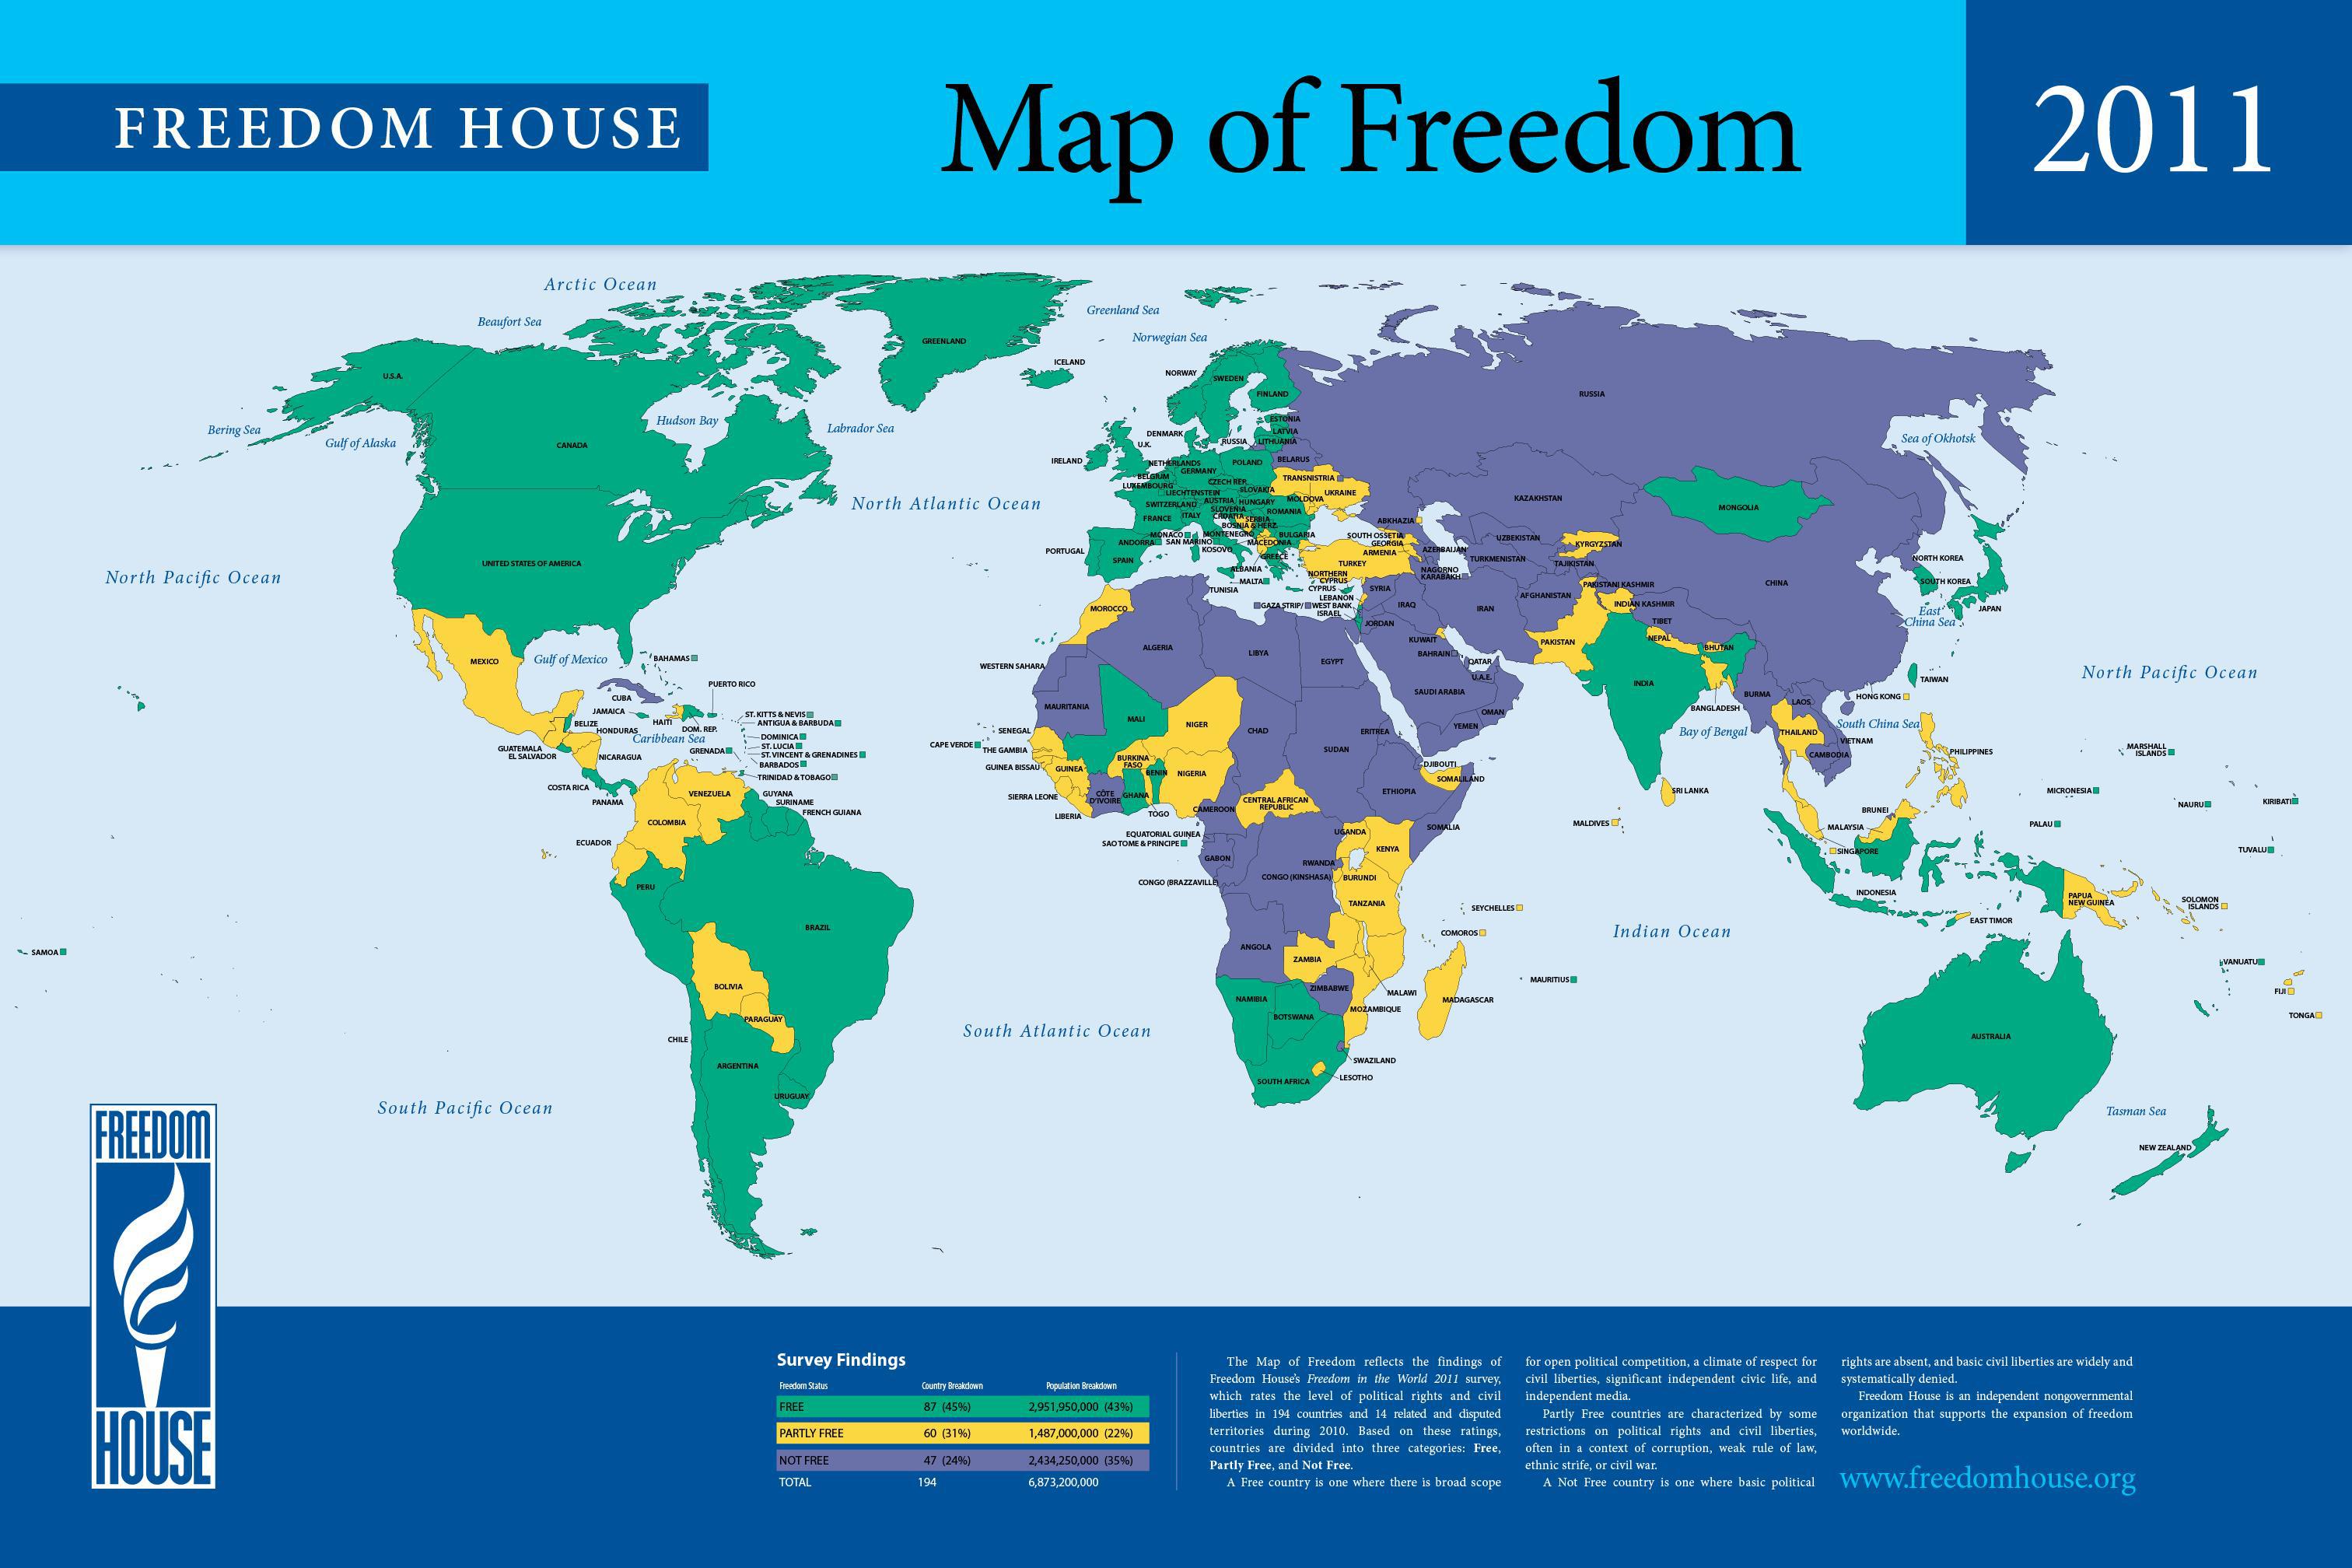 FREEDOM HOUSE
Map of Freedom
2011
Arctic Ocean
Beaufort Sea
Greenland Sea
Norwegian Sea
GREENLAND
ICELAND
U.S.A.
Bering Sea
Gulf of Alaska
Hudson Bay
Labrador Sea
CANADA
North Atlantic Ocean
UNITED STATES OF AMERICA
North Pacific Ocean
MEXICO
Gulf of Mexico
BAHAMAS
CUBA
PUERTO RICO
JAMAICA
HAITI
DOM. REP.
BELIZE
HONDURAS
Caribbean Sea
GUATEMALA
EL SALVADOR
NICARAGUA
COSTA RICA
PANAMA
ST. KITTS & NEVIS
ANTIGUA & BARBUDA
DOMINICA
ST. LUCIA
GRENADA
ST. VINCENT & GRENADINES
BARBADOS
TRINIDAD & TOBAGO
VENEZUELA
GUYANA
SURINAME
FRENCH GUIANA
COLOMBIA
ECUADOR
PERU
BRAZIL
BOLIVIA
PARAGUAY
CHILE
ARGENTINA
URUGUAY
SAMOA
South Pacific Ocean
South Atlantic Ocean
NORWAY
SWEDEN
FINLAND
ESTONIA
LATVIA
LITHUANIA
RUSSIA
DENMARK
U.K.
IRELAND
NETHERLANDS
GERMANY
POLAND
BELARUS
BELGIUM
LUXEMBOURG
CZECH REP.
SLOVAKIA
LIECHTENSTEIN
AUSTRIA
HUNGARY
SWITZERLAND
SLOVENIA
CROATIA
SERBIA
ROMANIA
TRANSNISTRIA
UKRAINE
MOLDOVA
FRANCE
ITALY
BOSNIA & HERZ.
MONACO
MONTENEGRO
BULGARIA
ANDORRA
SAN MARINO
MACEDONIA
KOSOVO
PORTUGAL
SPAIN
GREECE
ALBANIA
MALTA
RUSSIA
ABKHAZIA
SOUTH OSSETIA
GEORGIA
ARMENIA
AZERBAIJAN
NAGORNO
KARABAKH
TURKEY
NORTHERN
CYPRUS
CYPRUS
LEBANON
SYRIA
GAZA STRIP/
WEST BANK
ISRAEL
JORDAN
IRAQ
IRAN
KUWAIT
BAHRAIN
QATAR
U.A.E.
SAUDI ARABIA
OMAN
YEMEN
KAZAKHSTAN
UZBEKISTAN
TURKMENISTAN
KYRGYZSTAN
TAJIKISTAN
AFGHANISTAN
PAKISTANI KASHMIR
INDIAN KASHMIR
PAKISTAN
TIBET
NEPAL
BHUTAN
INDIA
BANGLADESH
Bay of Bengal
SRI LANKA
MALDIVES
MONGOLIA
CHINA
Sea of Okhotsk
NORTH KOREA
SOUTH KOREA
JAPAN
East
China Sea
TAIWAN
HONG KONG
BURMA
LAOS
THAILAND
VIETNAM
CAMBODIA
South China Sea
PHILIPPINES
BRUNEI
MALAYSIA
SINGAPORE
INDONESIA
EAST TIMOR
North Pacific Ocean
MARSHALL
ISLANDS
MICRONESIA
NAURU
KIRIBATI
PALAU
TUVALU
PAPUA
NEW GUINEA
SOLOMON
ISLANDS
VANUATU
FIJI
TONGA
AUSTRALIA
Tasman Sea
NEW ZEALAND
TUNISIA
MOROCCO
ALGERIA
LIBYA
EGYPT
WESTERN SAHARA
MAURITANIA
MALI
NIGER
CHAD
SUDAN
ERITREA
SENEGAL
CAPE VERDE
THE GAMBIA
GUINEA BISSAU
GUINEA
BURKINA
FASO
BENIN
NIGERIA
SIERRA LEONE
CÔTE
D'IVOIRE
GHANA
LIBERIA
TOGO
CAMEROON
CENTRAL AFRICAN
REPUBLIC
DJIBOUTI
SOMALILAND
ETHIOPIA
SOMALIA
EQUATORIAL GUINEA
SAO TOME & PRINCIPE
GABON
CONGO (BRAZZAVILLE)
CONGO (KINSHASA)
UGANDA
KENYA
RWANDA
BURUNDI
TANZANIA
SEYCHELLES
COMOROS
ANGOLA
ZAMBIA
ZIMBABWE
MALAWI
MOZAMBIQUE
MADAGASCAR
MAURITIUS
NAMIBIA
BOTSWANA
SWAZILAND
SOUTH AFRICA
LESOTHO
Indian Ocean
FREEDOM
HOUSE
Survey Findings
Freedom Status Country Breakdown Population Breakdown
FREE 87 (45%) 2,951,950,000 (43%)
PARTLY FREE 60 (31%) 1,487,000,000 (22%)
NOT FREE 47 (24%) 2,434,250,000 (35%)
TOTAL 194 6,873,200,000
The Map of Freedom reflects the findings of
Freedom House's Freedom in the World 2011 survey,
which rates the level of political rights and civil
liberties in 194 countries and 14 related and disputed
territories during 2010. Based on these ratings,
countries are divided into three categories: Free,
Partly Free, and Not Free.
A Free country is one where there is broad scope
for open political competition, a climate of respect for
civil liberties, significant independent civic life, and
independent media.
Partly Free countries are characterized by some
restrictions on political rights and civil liberties,
often in a context of corruption, weak rule of law,
ethnic strife, or civil war.
A Not Free country is one where basic political
rights are absent, and basic civil liberties are widely and
systematically denied.
Freedom House is an independent nongovernmental
organization that supports the expansion of freedom
worldwide.
www.freedomhouse.org